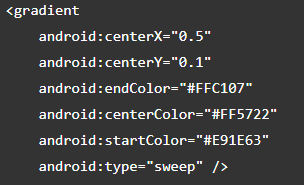 <gradient
android:centerX="0.5"
android:centerY="0.1"
android:endColor="#FFC107"
android:centerColor="#FF5722"
android:startColor="#E91E63"
android:type="sweep" />